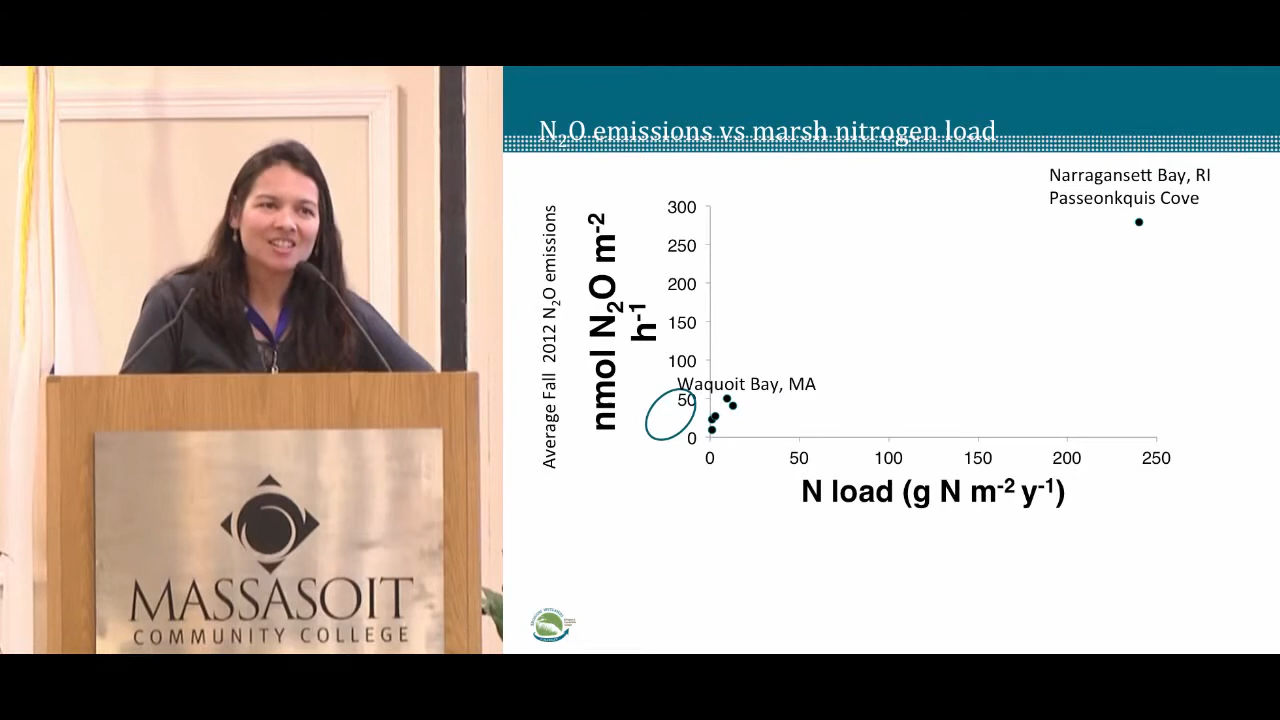 MASSASOIT
COMMUNITY COLLEGE
N₂O emissions vs marsh nitrogen load
Narragansett Bay, RI
Passeonkquis Cove
Average Fall 2012 N₂O emissions
nmol N₂O m⁻²
h⁻¹
300
250
200
150
100
50
0
Waquoit Bay, MA
0 50 100 150 200 250
N load (g N m⁻² y⁻¹)